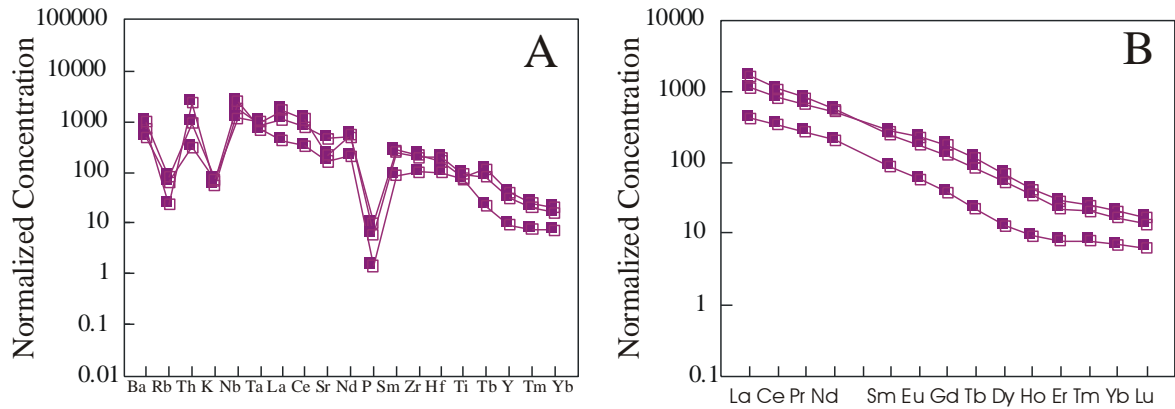 Normalized Concentration
100000
10000
1000
100
10
1
0.1
0.01
A
Ba Rb Th K Nb Ta La Ce Sr Nd P Sm Zr Hf Ti Tb Y Tm Yb
Normalized Concentration
10000
1000
100
10
1
0.1
B
La Ce Pr Nd Sm Eu Gd Tb Dy Ho Er Tm Yb Lu